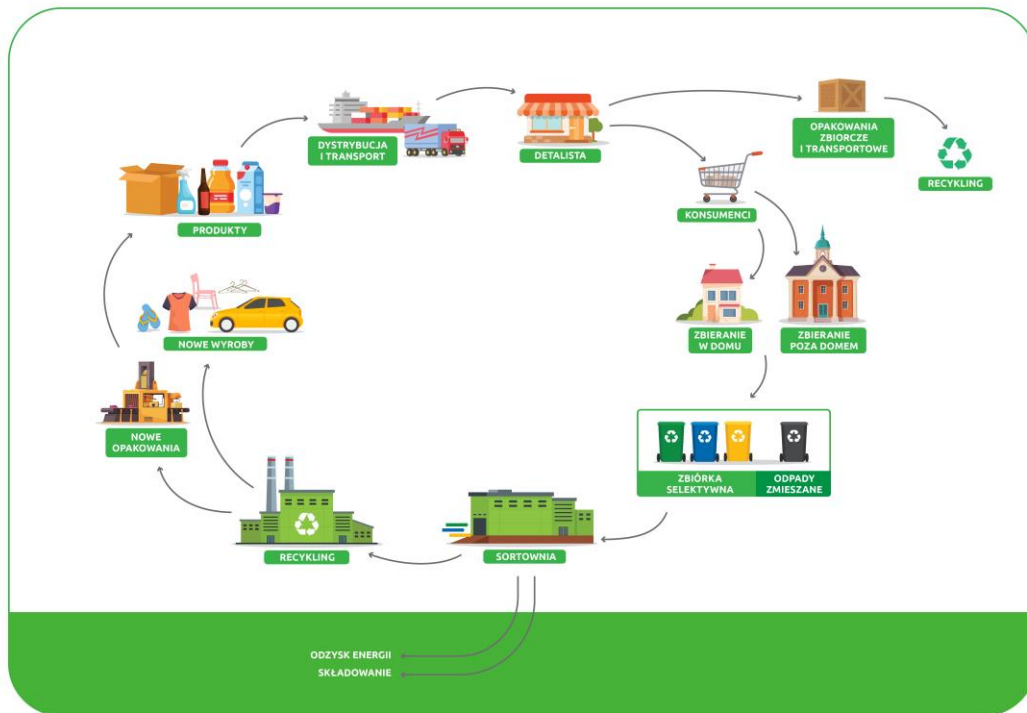 DYSTRYBUCJA
I TRANSPORT
DETALISTA
OPAKOWANIA
ZBIORCZE
I TRANSPORTOWE
RECYKLING
KONSUMENCI
PRODUKTY
ZBIERANIE
W DOMU
ZBIERANIE
POZA DOMEM
NOWE WYROBY
NOWE
OPAKOWANIA
ZBIÓRKA
SELEKTYWNA
ODPADY
ZMIESZANE
SORTOWNIA
RECYKLING
ODZYSK ENERGII
SKŁADOWANIE